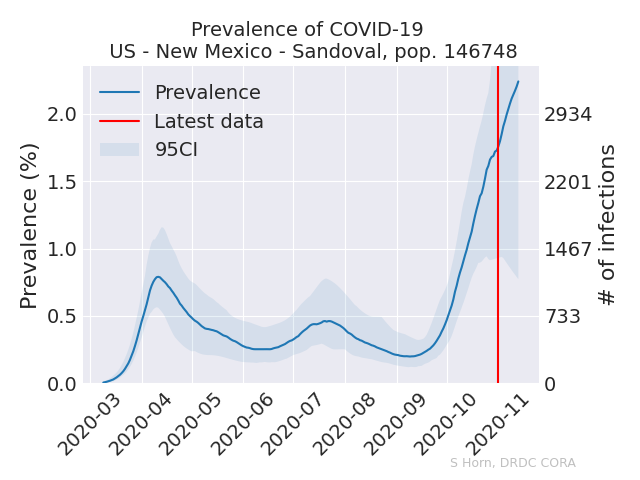 Prevalence of COVID-19
US - New Mexico - Sandoval, pop. 146748
Prevalence
Latest data
95CI
Prevalence (%)
2.0
1.5
1.0
0.5
0.0
2934
2201
1467
733
0
# of infections
2020-03
2020-04
2020-05
2020-06
2020-07
2020-08
2020-09
2020-10
2020-11
S Horn, DRDC CORA